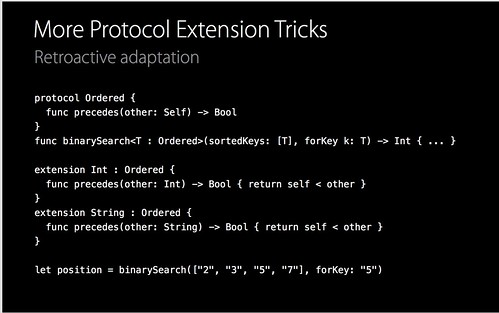 More Protocol Extension Tricks
Retroactive adaptation
protocol Ordered {
  func precedes(other: Self) -> Bool
}
func binarySearch<T : Ordered>(sortedKeys: [T], forKey k: T) -> Int { ... }
extension Int : Ordered {
  func precedes(other: Int) -> Bool { return self < other }
}
extension String : Ordered {
  func precedes(other: String) -> Bool { return self < other }
}
let position = binarySearch(["2", "3", "5", "7"], forKey: "5")